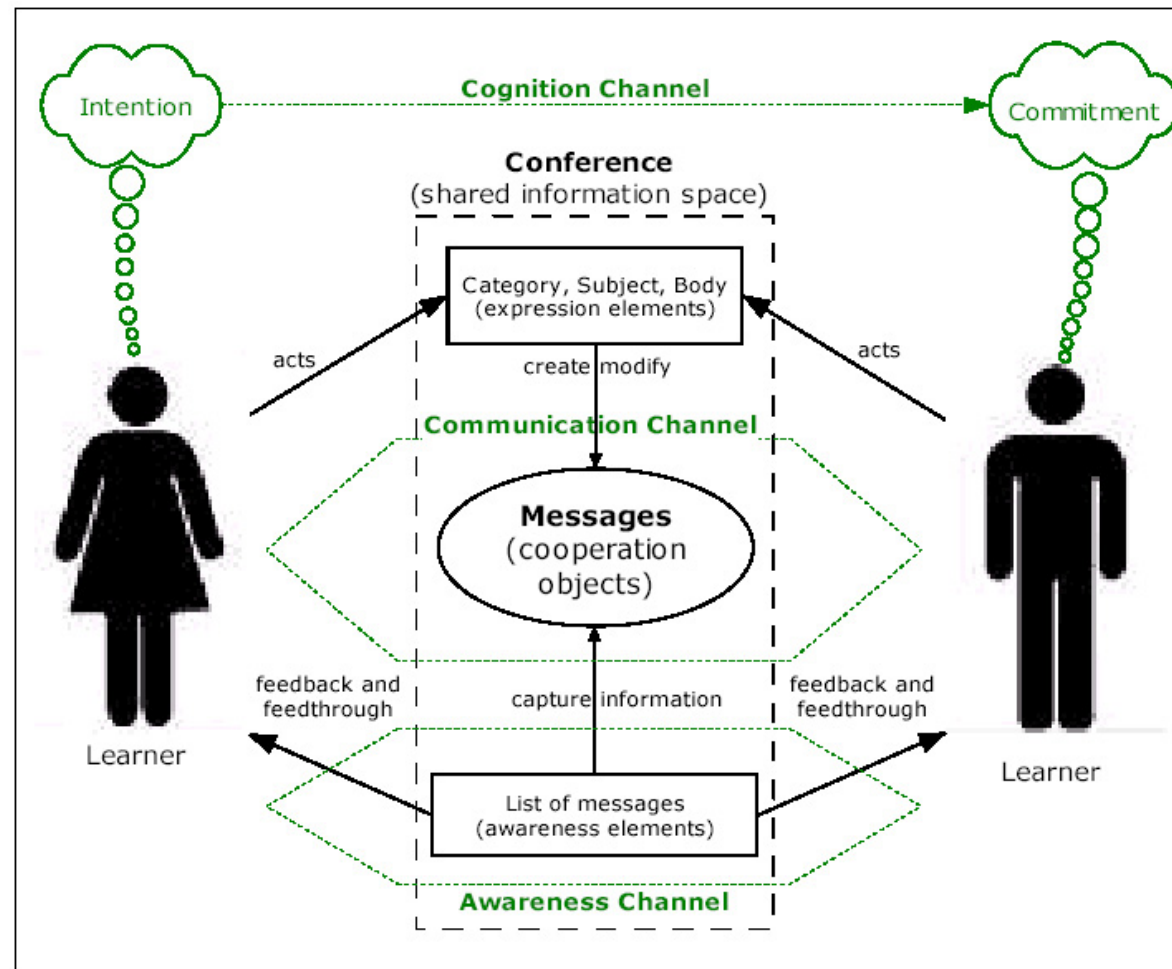 Cognition Channel
Intention
Commitment
Conference
(shared information space)
Category, Subject, Body
(expression elements)
acts
acts
create modify
Communication Channel
Messages
(cooperation
objects)
feedback and
feedthrough
capture information
feedback and
feedthrough
Learner
Learner
List of messages
(awareness elements)
Awareness Channel